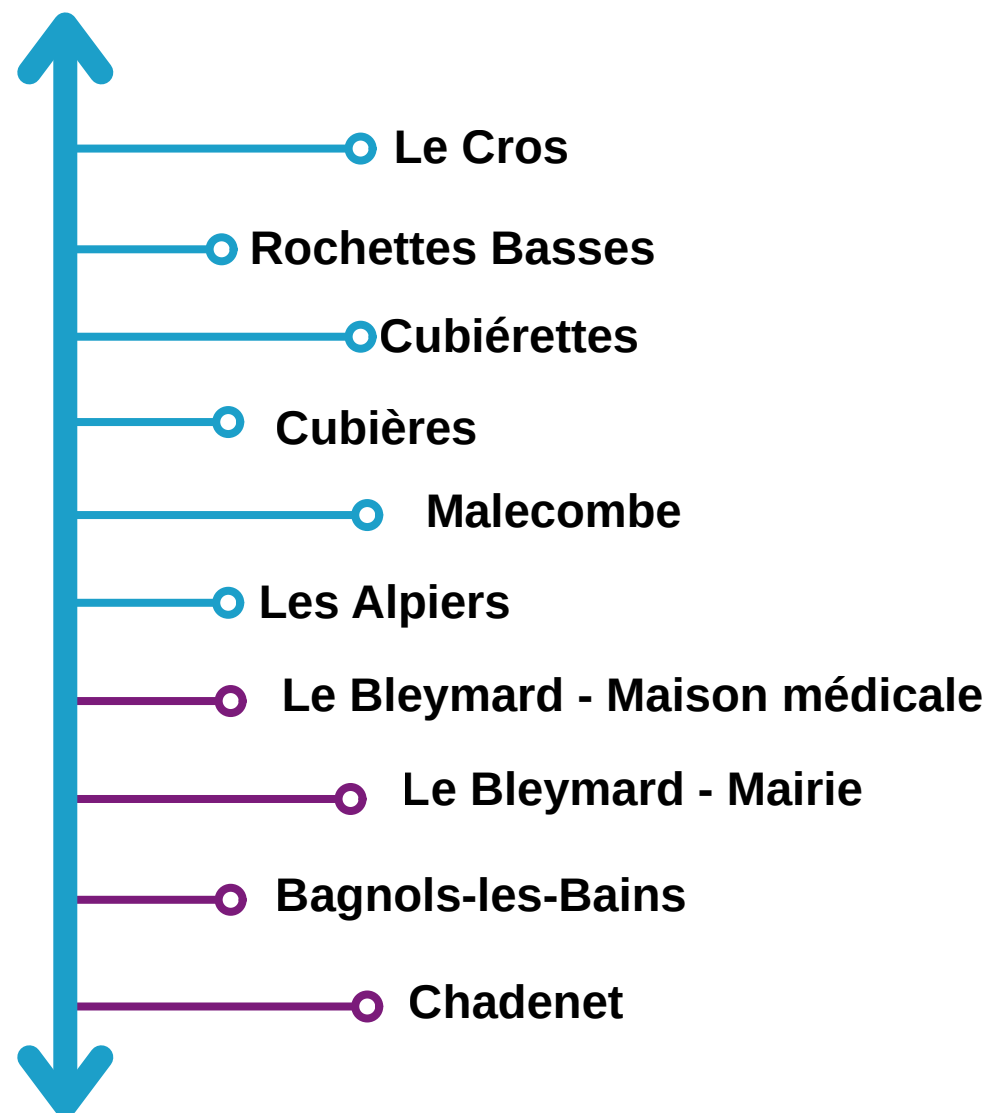 Le Cros
Rochettes Basses
Cubiérettes
Cubières
Malecombe
Les Alpiers
Le Bleymard - Maison médicale
Le Bleymard - Mairie
Bagnols-les-Bains
Chadenet